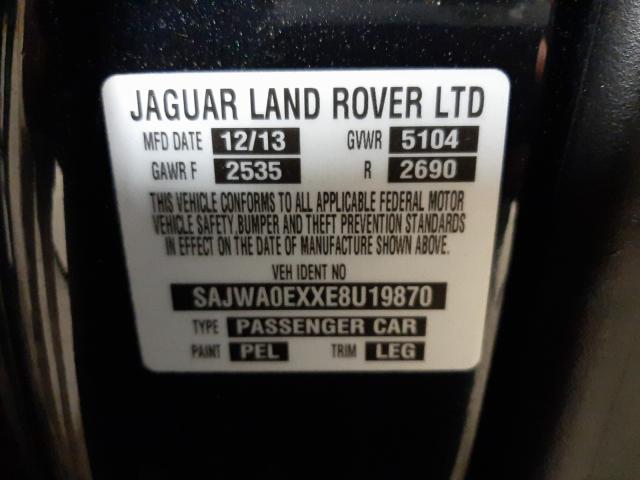 JAGUAR LAND ROVER LTD
MFD DATE 12/13 GVWR 5104
GAWR F 2535 R 2690
THIS VEHICLE CONFORMS TO ALL APPLICABLE FEDERAL MOTOR
VEHICLE SAFETY, BUMPER AND THEFT PREVENTION STANDARDS
IN EFFECT ON THE DATE OF MANUFACTURE SHOWN ABOVE.
VEH IDENT NO
SAJWA0EXXE8U19870
TYPE PASSENGER CAR
PAINT PEL TRIM LEG